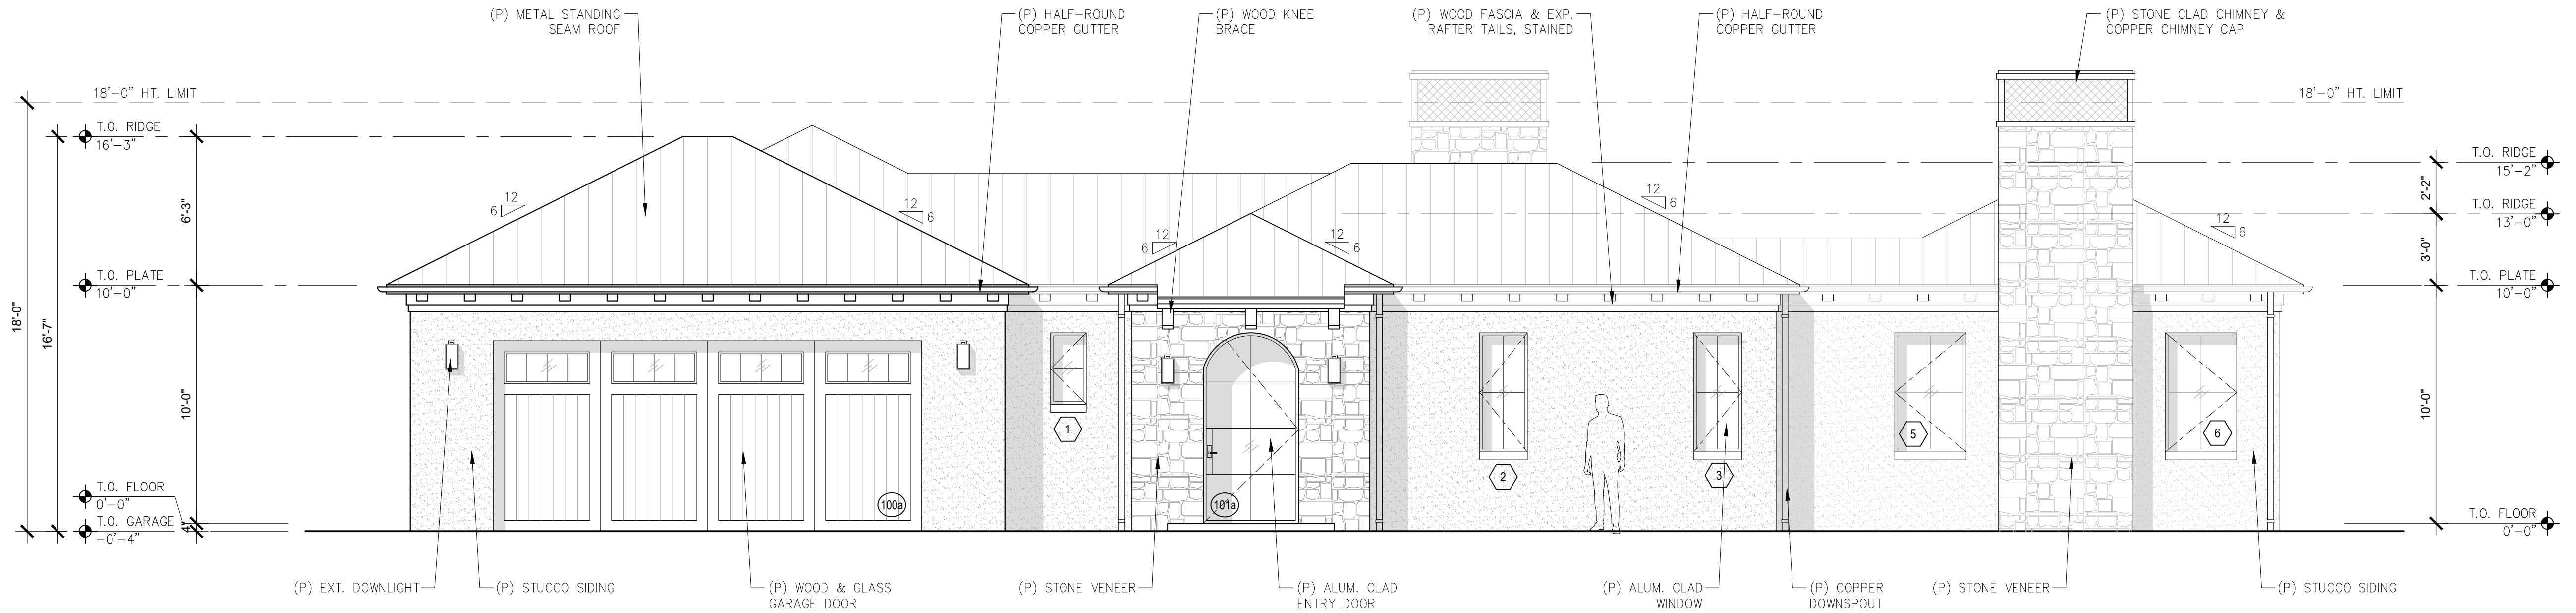 (P) METAL STANDING
SEAM ROOF
(P) HALF-ROUND
COPPER GUTTER
(P) WOOD KNEE
BRACE
(P) WOOD FASCIA & EXP.
RAFTER TAILS, STAINED
(P) HALF-ROUND
COPPER GUTTER
(P) STONE CLAD CHIMNEY &
COPPER CHIMNEY CAP
18'-0" HT. LIMIT
18'-0" HT. LIMIT
T.O. RIDGE
16'-3"
T.O. RIDGE
15'-2"
6'-3"
2'-2"
12
6
12
6
12
6
12
6
12
6
12
6
T.O. RIDGE
13'-0"
3'-0"
T.O. PLATE
10'-0"
T.O. PLATE
10'-0"
18'-0"
16'-7"
10'-0"
10'-0"
1
2
3
5
6
100a
101a
T.O. FLOOR
0'-0"
T.O. GARAGE
-0'-4"
4"
T.O. FLOOR
0'-0"
(P) EXT. DOWNLIGHT
(P) STUCCO SIDING
(P) WOOD & GLASS
GARAGE DOOR
(P) STONE VENEER
(P) ALUM. CLAD
ENTRY DOOR
(P) ALUM. CLAD
WINDOW
(P) COPPER
DOWNSPOUT
(P) STONE VENEER
(P) STUCCO SIDING